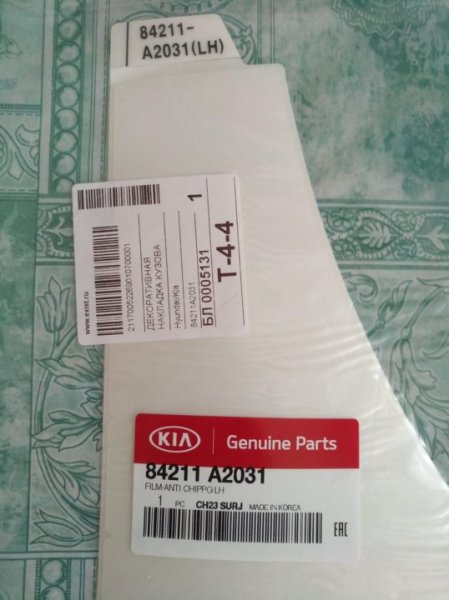 84211-
A2031(LH)
www.exist.ru
21170052269010700001
ДЕКОРАТИВНАЯ
НАКЛАДКА КУЗОВА
Hyundai/Kia
84211A2031
1
БЛ 0005131
Т-4-4
KIA
Genuine Parts
84211 A2031
FILM-ANTI CHIPPG LH
1 PC CH23 SURJ MADE IN KOREA
EAC